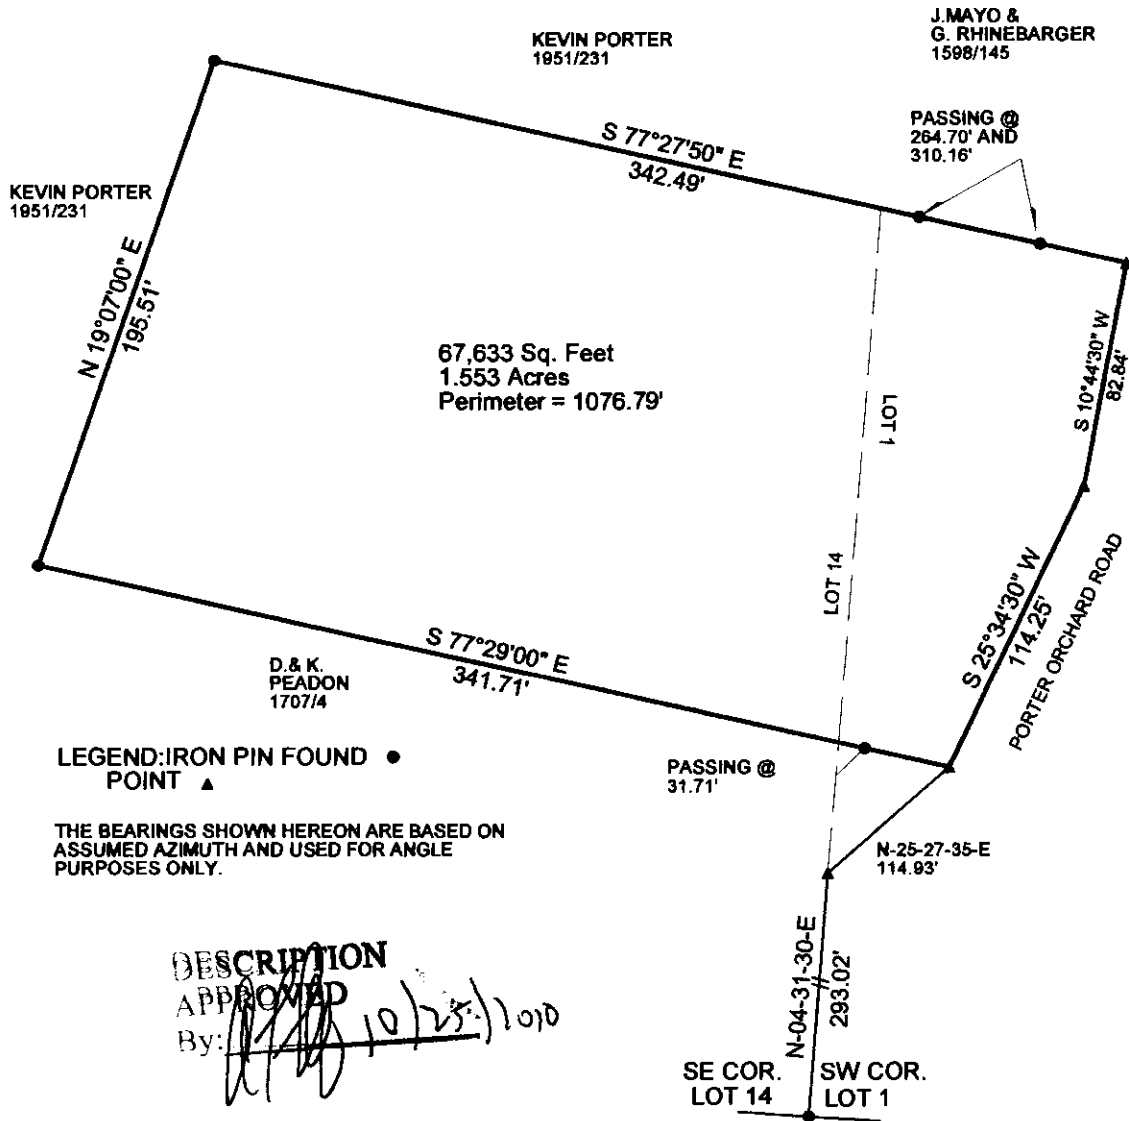 J.MAYO &
G. RHINEBARGER
1598/145
KEVIN PORTER
1951/231
PASSING @
264.70' AND
310.16'
S 77°27'50" E
342.49'
KEVIN PORTER
1951/231
N 19°07'00" E
195.51'
67,633 Sq. Feet
1.553 Acres
Perimeter = 1076.79'
LOT 1
S 10°44'30" W
82.84'
LOT 14
S 25°34'30" W
114.25'
PORTER ORCHARD ROAD
S 77°29'00" E
341.71'
D.& K.
PEADON
1707/4
LEGEND:IRON PIN FOUND
POINT
PASSING @
31.71'
THE BEARINGS SHOWN HEREON ARE BASED ON
ASSUMED AZIMUTH AND USED FOR ANGLE
PURPOSES ONLY.
N-25-27-35-E
114.93'
N-04-31-30-E
293.02'
DESCRIPTION
APPROVED
By: 10/25/2010
SE COR.
LOT 14
SW COR.
LOT 1